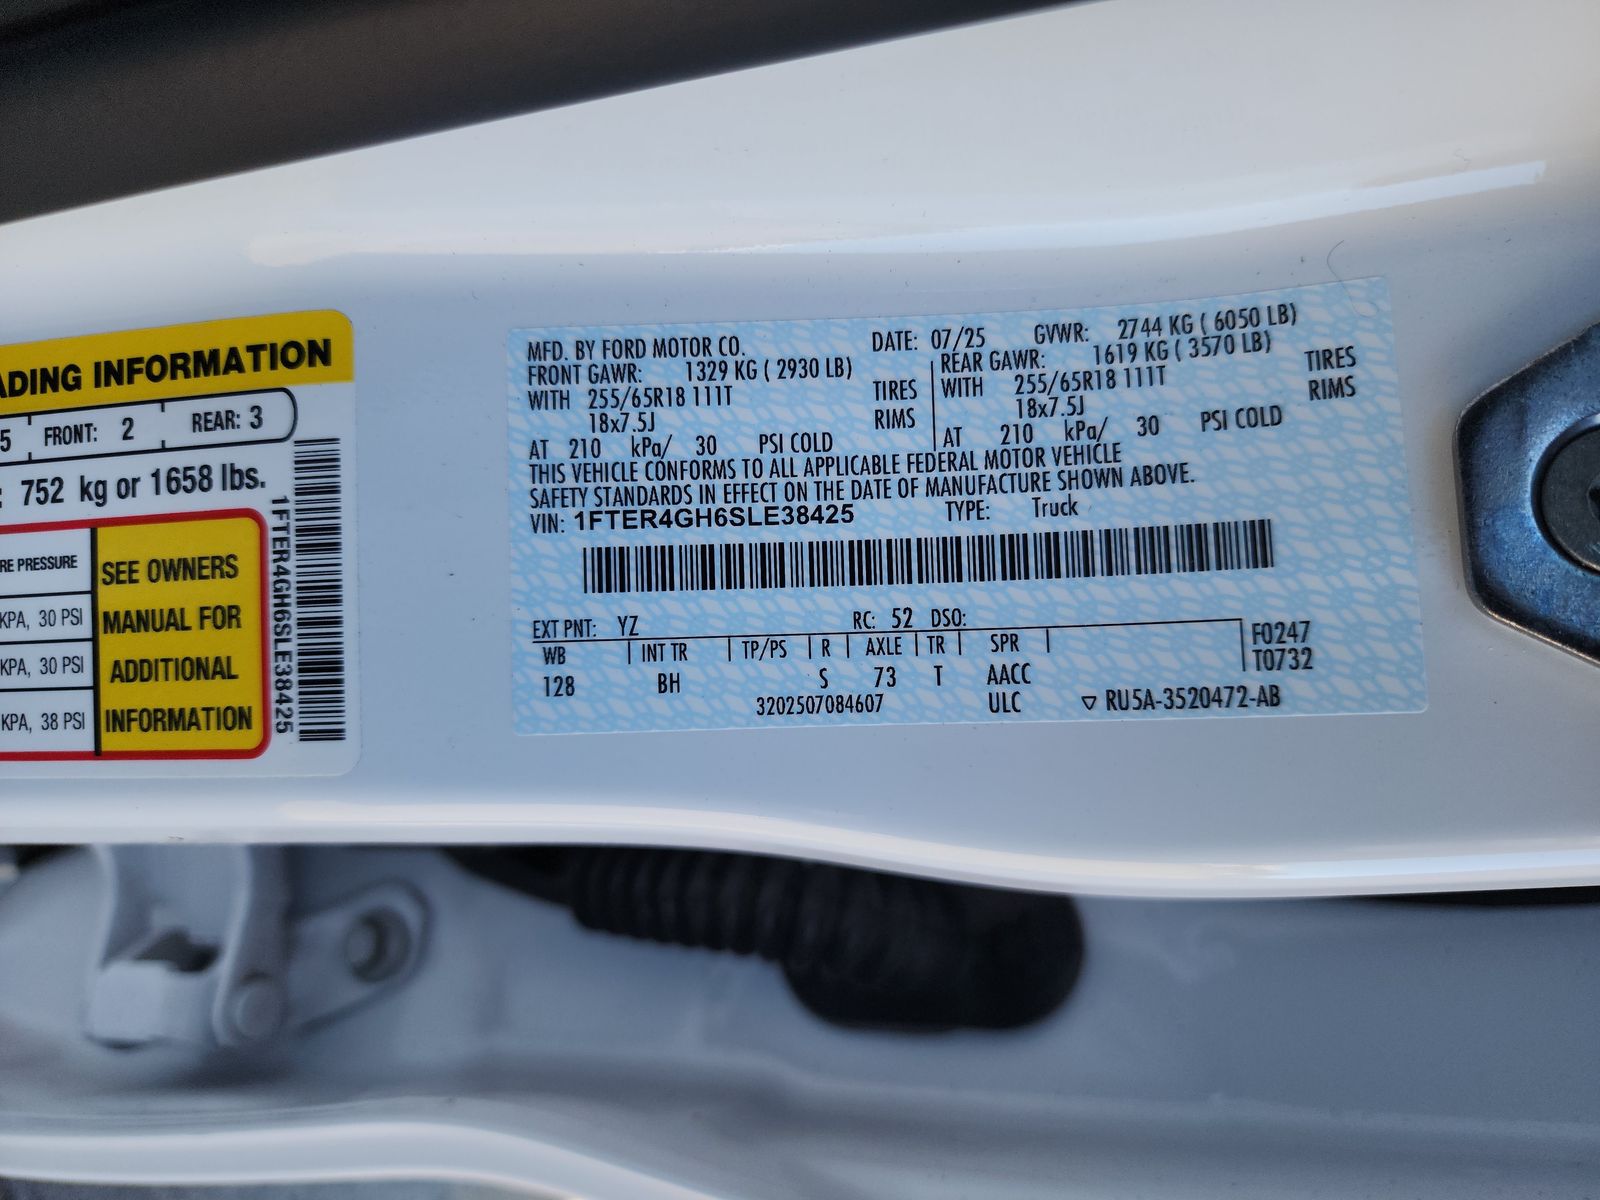 ADING INFORMATION
5 FRONT: 2 REAR: 3
: 752 kg or 1658 lbs.
RE PRESSURE
KPA, 30 PSI
KPA, 30 PSI
KPA, 38 PSI
SEE OWNERS
MANUAL FOR
ADDITIONAL
INFORMATION
1FTER4GH6SLE38425
MFD. BY FORD MOTOR CO. DATE: 07/25 GVWR: 2744 KG ( 6050 LB)
FRONT GAWR: 1329 KG ( 2930 LB) REAR GAWR: 1619 KG ( 3570 LB)
WITH 255/65R18 111T TIRES WITH 255/65R18 111T TIRES
18x7.5J RIMS 18x7.5J RIMS
AT 210 kPa/ 30 PSI COLD AT 210 kPa/ 30 PSI COLD
THIS VEHICLE CONFORMS TO ALL APPLICABLE FEDERAL MOTOR VEHICLE
SAFETY STANDARDS IN EFFECT ON THE DATE OF MANUFACTURE SHOWN ABOVE.
VIN: 1FTER4GH6SLE38425 TYPE: Truck
EXT PNT: YZ RC: 52 DSO:
WB INT TR TP/PS R AXLE TR SPR F0247
128 BH S 73 T AACC T0732
3202507084607 ULC ▽ RU5A-3520472-AB